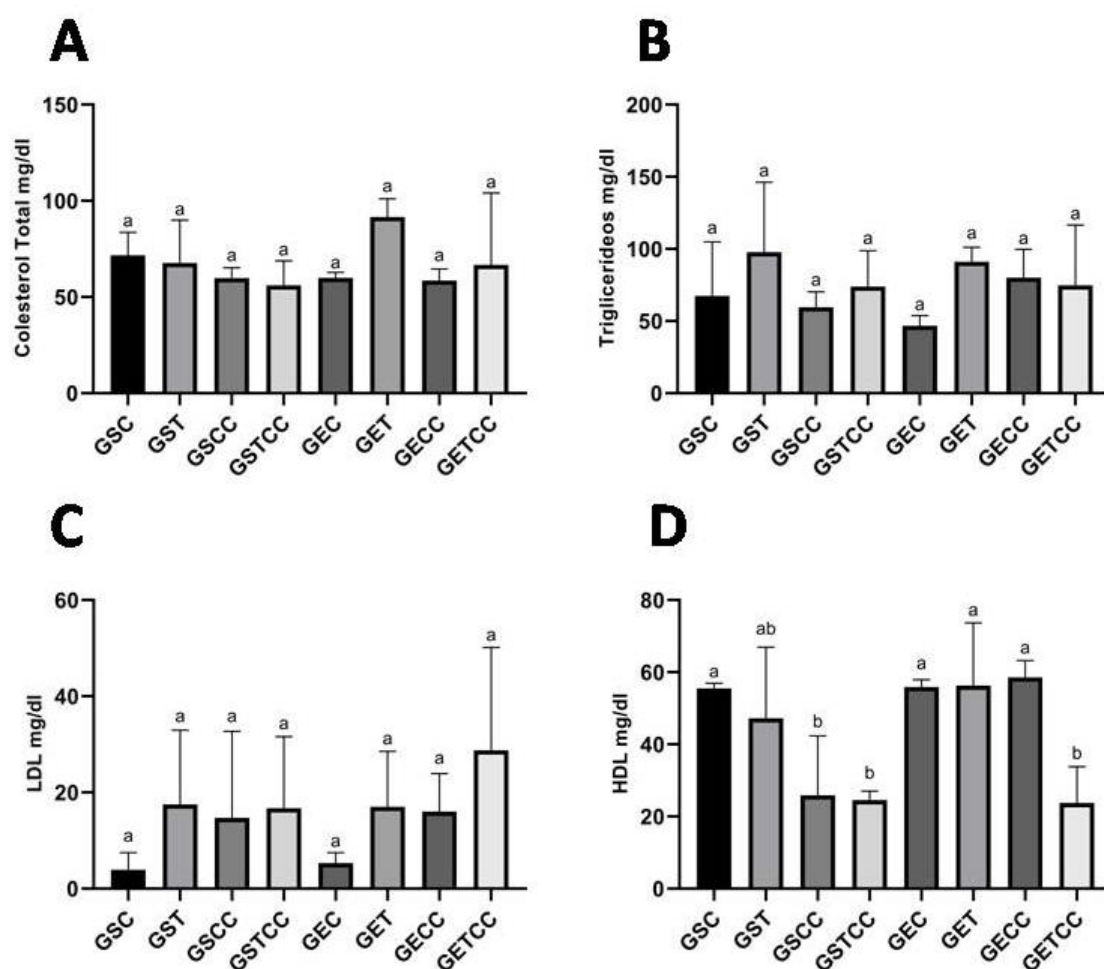 A
Colesterol Total mg/dl
150
100
50
0
a a a a a a a a
GSC GST GSCC GSTCC GEC GET GECC GETCC
B
Triglicerídeos mg/dl
200
150
100
50
0
a a a a a a a a
GSC GST GSCC GSTCC GEC GET GECC GETCC
C
LDL mg/dl
60
40
20
0
a a a a a a a a
GSC GST GSCC GSTCC GEC GET GECC GETCC
D
HDL mg/dl
80
60
40
20
0
a ab b b a a a b
GSC GST GSCC GSTCC GEC GET GECC GETCC